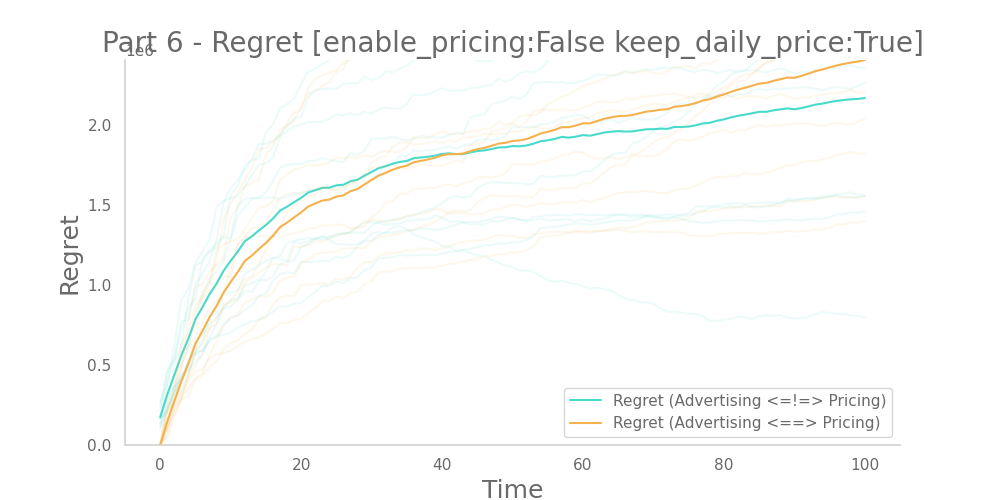 Part 6 - Regret [enable_pricing:False keep_daily_price:True]
1e6
2.0
1.5
1.0
0.5
0.0
Regret
Regret (Advertising <=!=> Pricing)
Regret (Advertising <==> Pricing)
0 20 40 60 80 100
Time